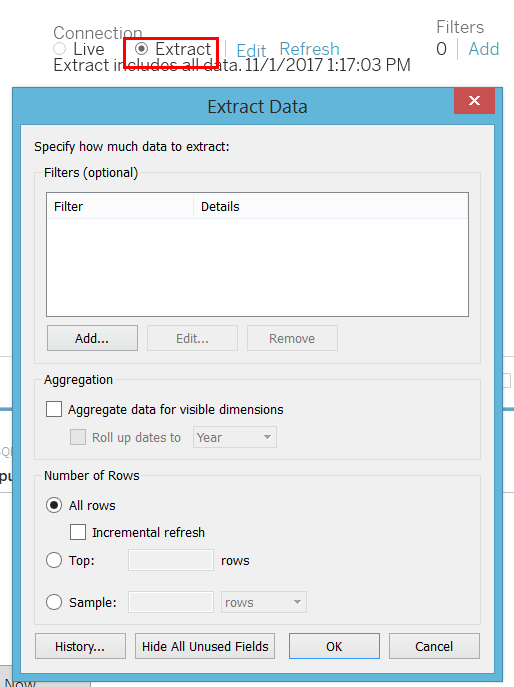 Connection
Filters
Live
Extract
Edit
Refresh
0
Add
Extract includes all data. 11/1/2017 1:17:03 PM
Extract Data
Specify how much data to extract:
Filters (optional)
Filter
Details
Add...
Edit...
Remove
Aggregation
Aggregate data for visible dimensions
Roll up dates to
Year
Number of Rows
All rows
Incremental refresh
Top:
rows
Sample:
rows
History...
Hide All Unused Fields
OK
Cancel
Now